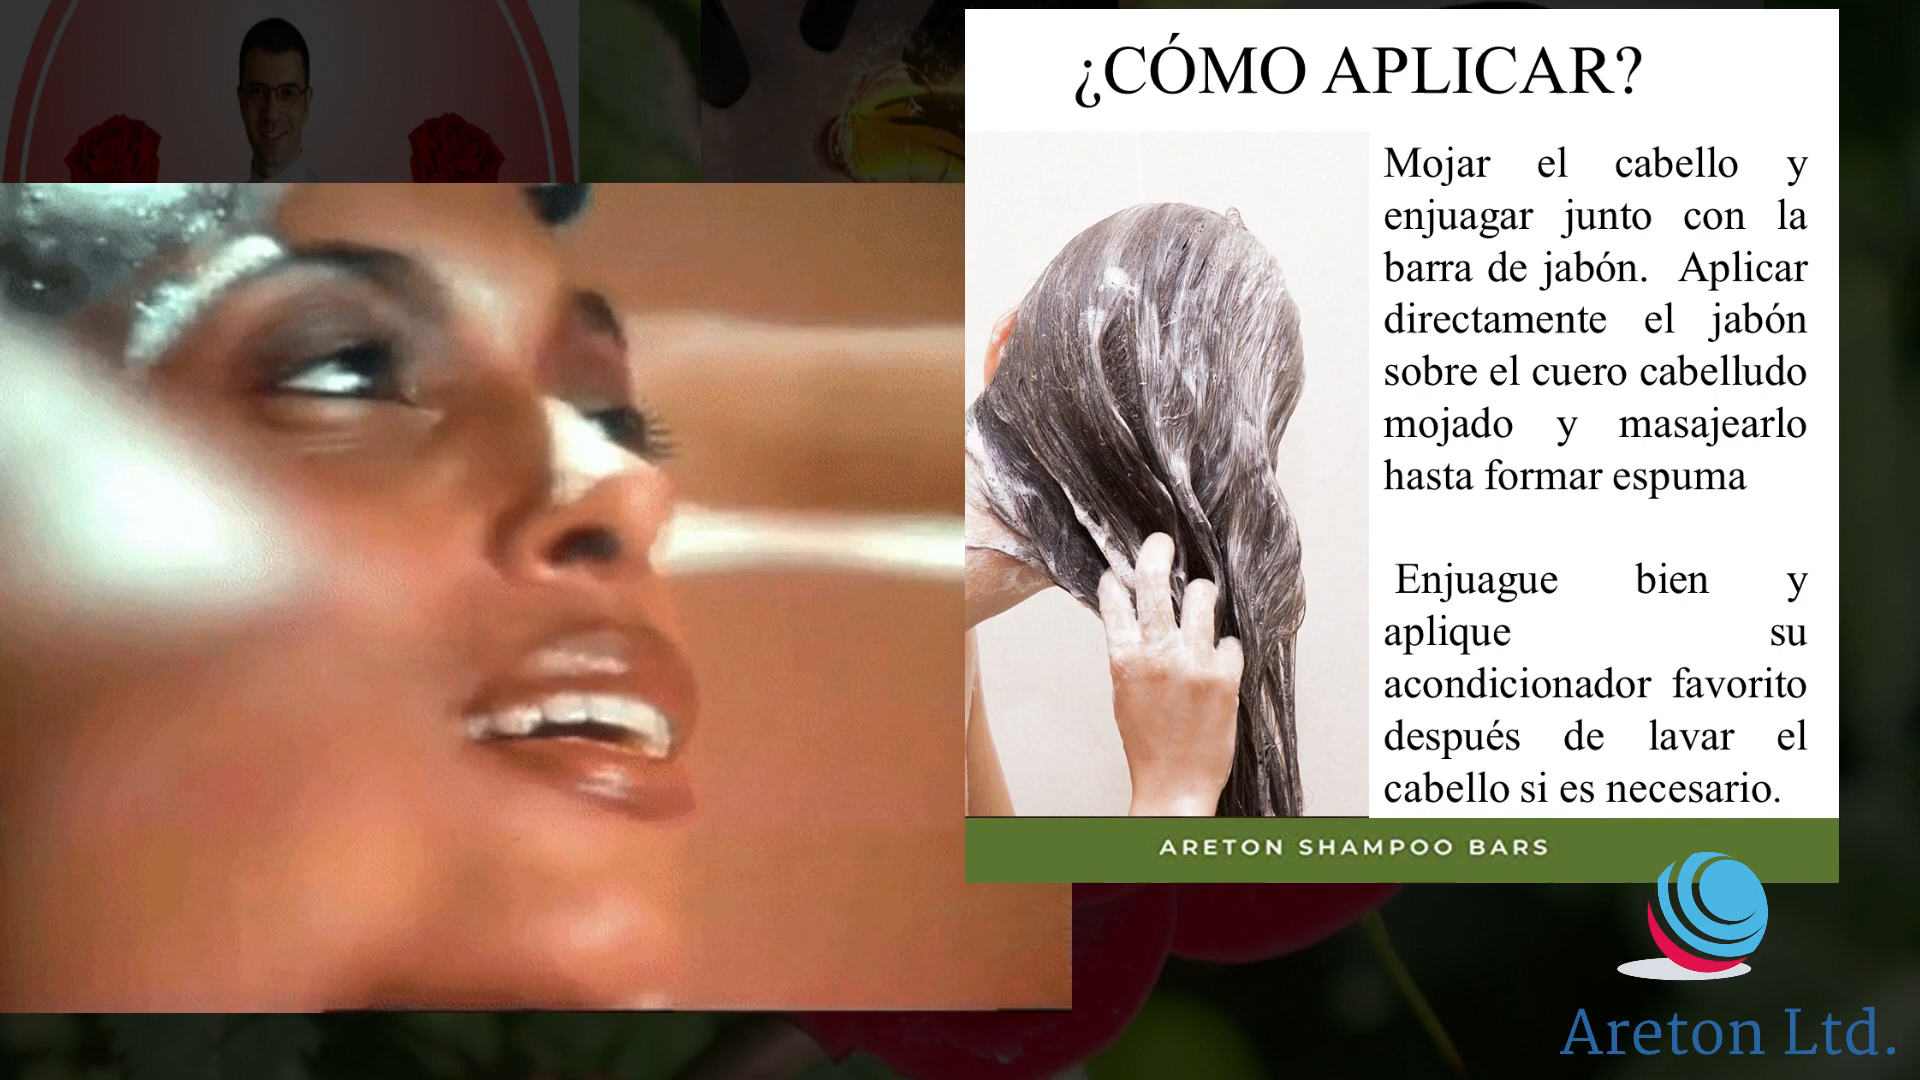 ¿CÓMO APLICAR?
Mojar el cabello y
enjuagar junto con la
barra de jabón. Aplicar
directamente el jabón
sobre el cuero cabelludo
mojado y masajearlo
hasta formar espuma
Enjuague bien y
aplique su
acondicionador favorito
después de lavar el
cabello si es necesario.
ARETON SHAMPOO BARS
Areton Ltd.